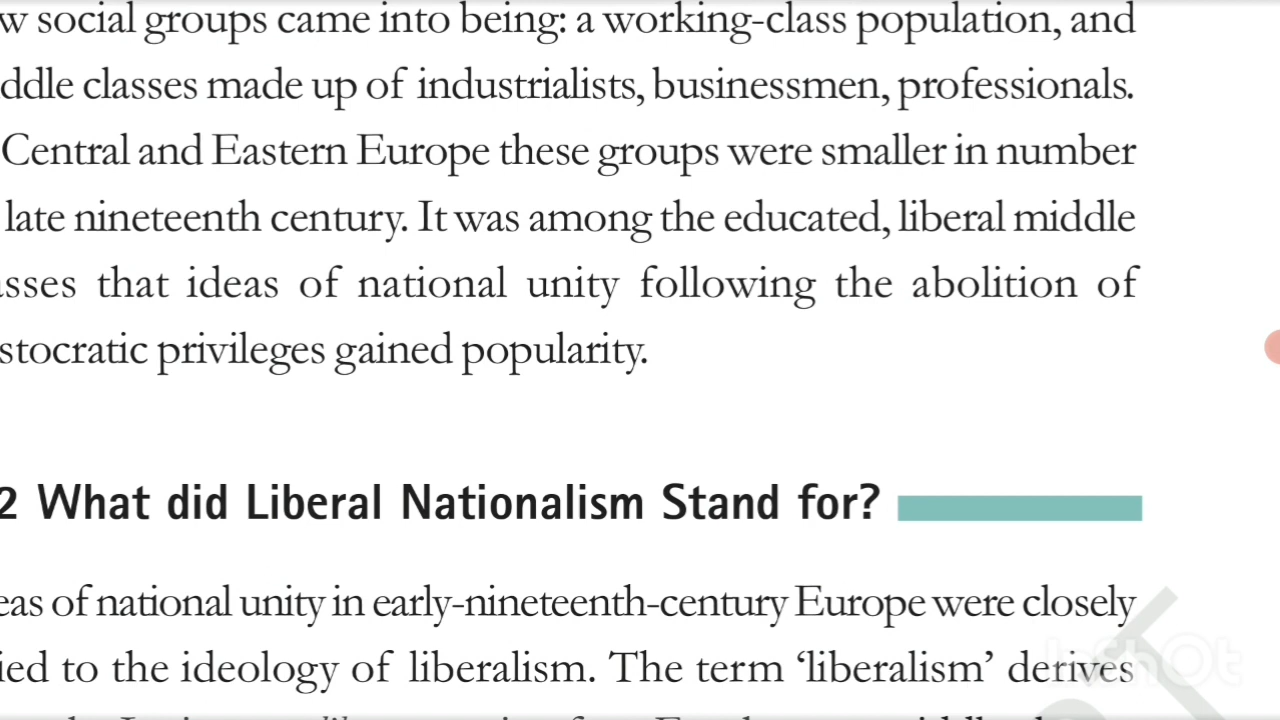 w social groups came into being: a working-class population, and
ddle classes made up of industrialists, businessmen, professionals.
Central and Eastern Europe these groups were smaller in number
late nineteenth century. It was among the educated, liberal middle
asses that ideas of national unity following the abolition of
stocratic privileges gained popularity.
2 What did Liberal Nationalism Stand for?
eas of national unity in early-nineteenth-century Europe were closely
ied to the ideology of liberalism. The term ‘liberalism’ derives
InShOt